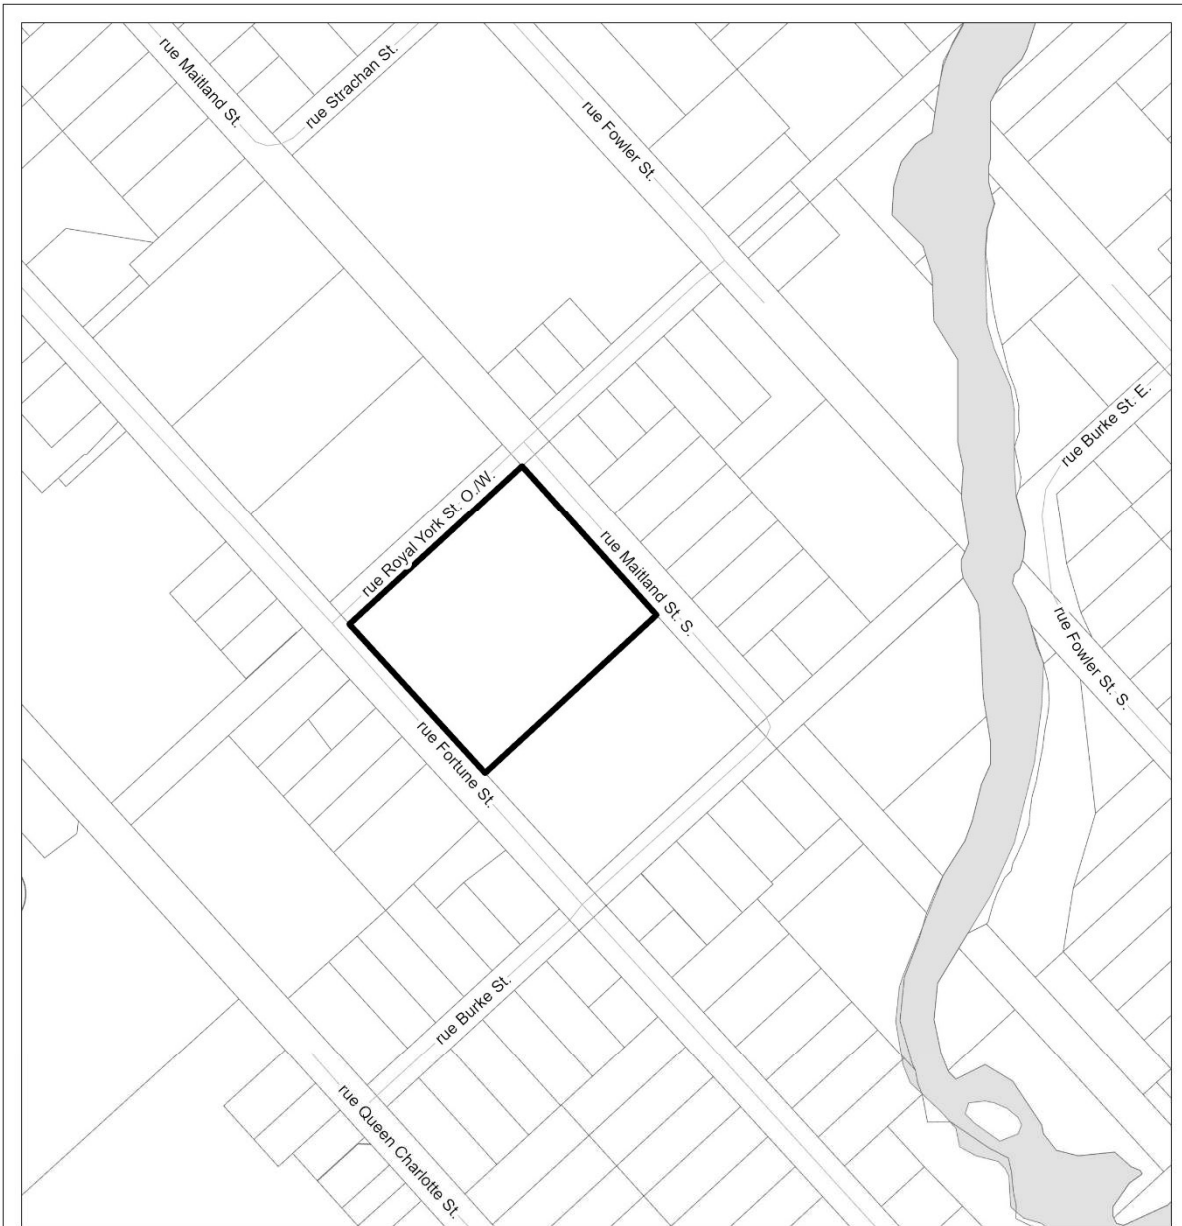 rue Maitland St.
rue Strachan St.
rue Fowler St.
rue Burke St. E.
rue Royal York St. O./W.
rue Maitland St. S.
rue Fowler St. S.
rue Fortune St.
rue Burke St.
rue Queen Charlotte St.